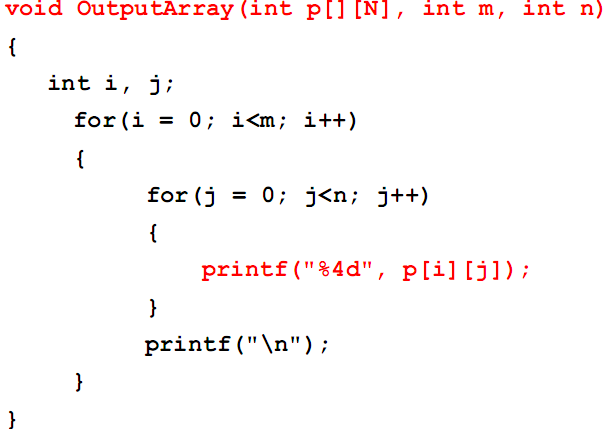 void OutputArray(int p[][N], int m, int n)
{
int i, j;
for(i = 0; i<m; i++)
{
for(j = 0; j<n; j++)
{
printf("%4d", p[i][j]);
}
printf("\n");
}
}